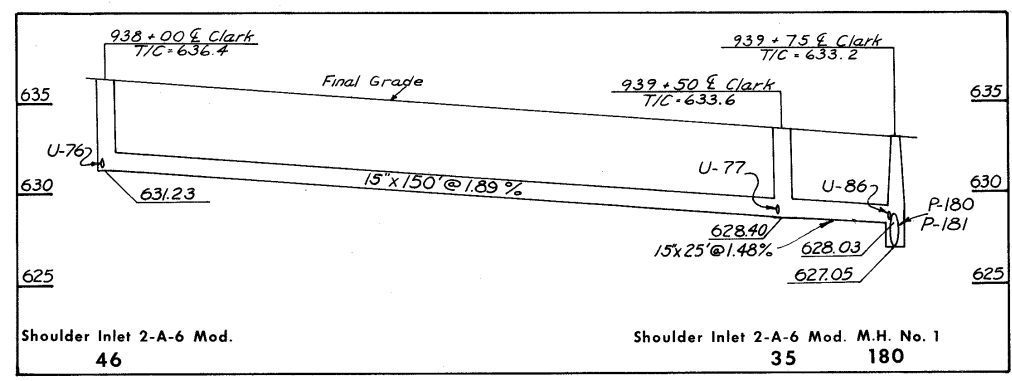 938 + 00 ℄ Clark
T/C = 636.4
939 + 75 ℄ Clark
T/C = 633.2
Final Grade
939 + 50 ℄ Clark
T/C = 633.6
635
635
U-76
U-77
U-86
630
630
15"x150'@1.89%
631.23
P-180
P-181
628.40
628.03
15"x25'@1.48%
627.05
625
625
Shoulder Inlet 2-A-6 Mod.
Shoulder Inlet 2-A-6 Mod. M.H. No. 1
46
35
180